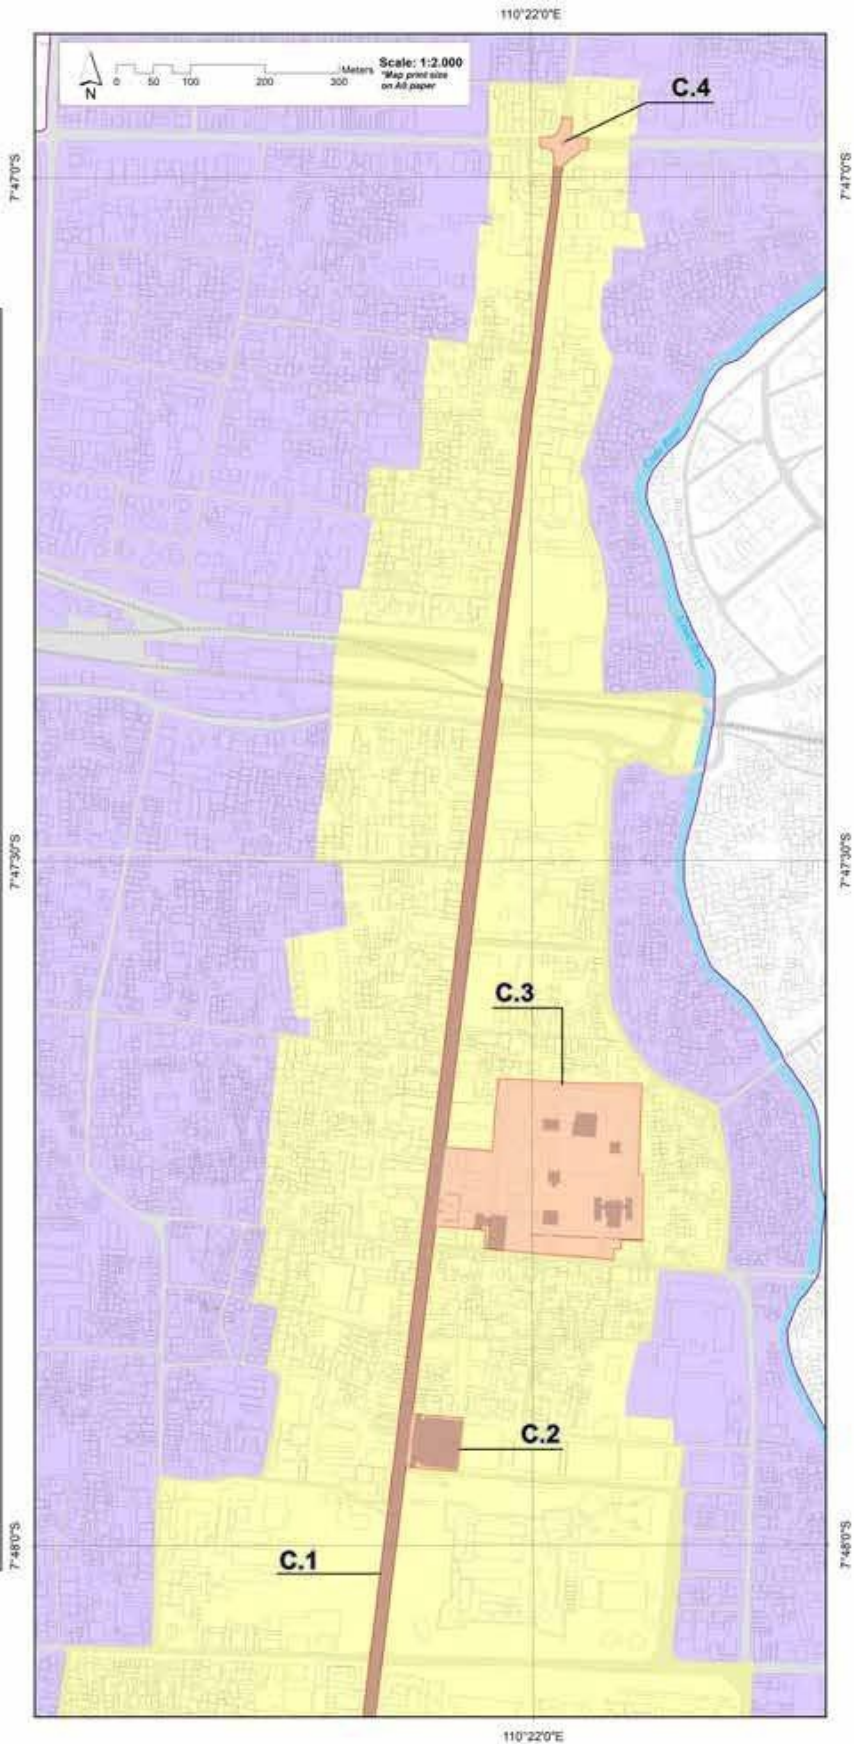 110°22'0"E
N
0 50 100 200 300 Meters
Scale: 1:2.000
*Map print size
on A0 paper
C.4
7°47'0"S
7°47'0"S
7°47'30"S
7°47'30"S
C.3
C.2
7°48'0"S
7°48'0"S
C.1
110°22'0"E